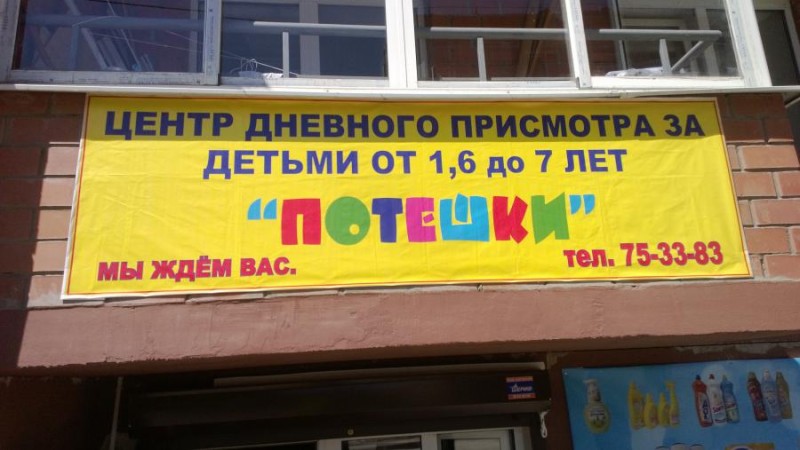 ЦЕНТР ДНЕВНОГО ПРИСМОТРА ЗА
ДЕТЬМИ ОТ 1,6 до 7 ЛЕТ
“ПОТЕШКИ”
МЫ ЖДЁМ ВАС.
тел. 75-33-83